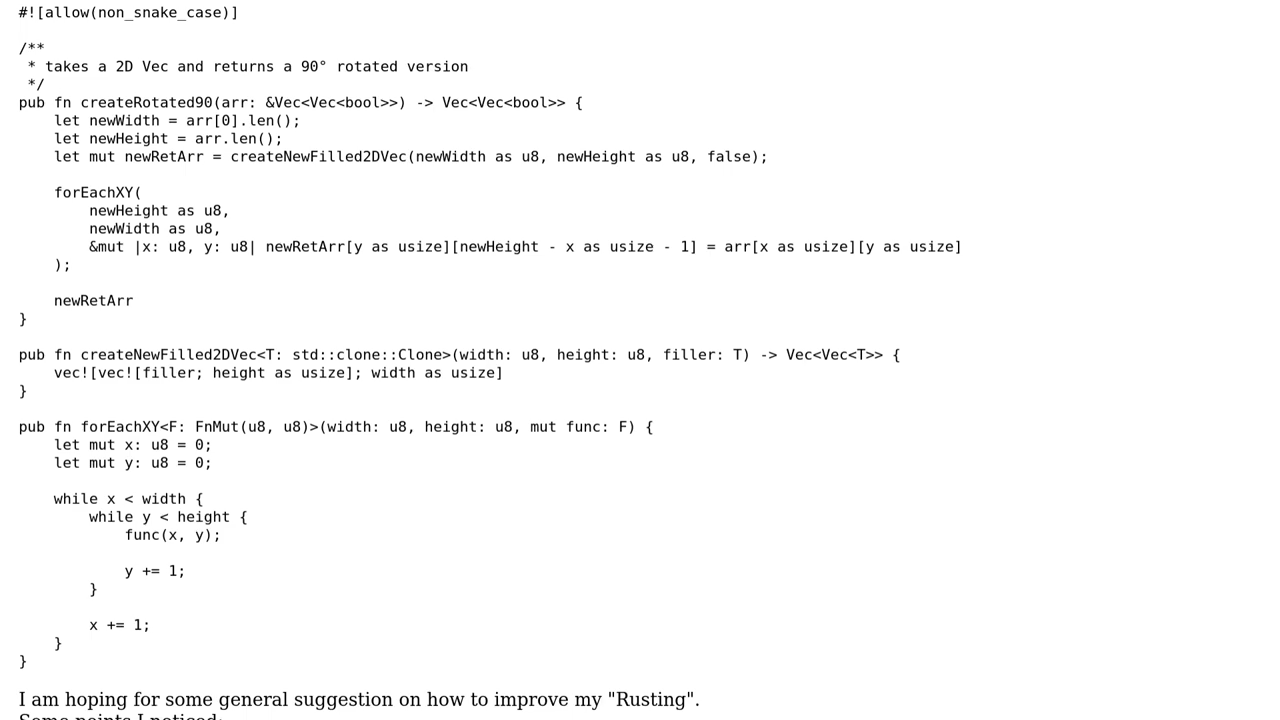 #![allow(non_snake_case)]
/**
 * takes a 2D Vec and returns a 90° rotated version
 */
pub fn createRotated90(arr: &Vec<Vec<bool>>) -> Vec<Vec<bool>> {
    let newWidth = arr[0].len();
    let newHeight = arr.len();
    let mut newRetArr = createNewFilled2DVec(newWidth as u8, newHeight as u8, false);
    forEachXY(
        newHeight as u8,
        newWidth as u8,
        &mut |x: u8, y: u8| newRetArr[y as usize][newHeight - x as usize - 1] = arr[x as usize][y as usize]
    );
    newRetArr
}
pub fn createNewFilled2DVec<T: std::clone::Clone>(width: u8, height: u8, filler: T) -> Vec<Vec<T>> {
    vec![vec![filler; height as usize]; width as usize]
}
pub fn forEachXY<F: FnMut(u8, u8)>(width: u8, height: u8, mut func: F) {
    let mut x: u8 = 0;
    let mut y: u8 = 0;
    while x < width {
        while y < height {
            func(x, y);
            y += 1;
        }
        x += 1;
    }
}
I am hoping for some general suggestion on how to improve my "Rusting".
Some points I noticed: